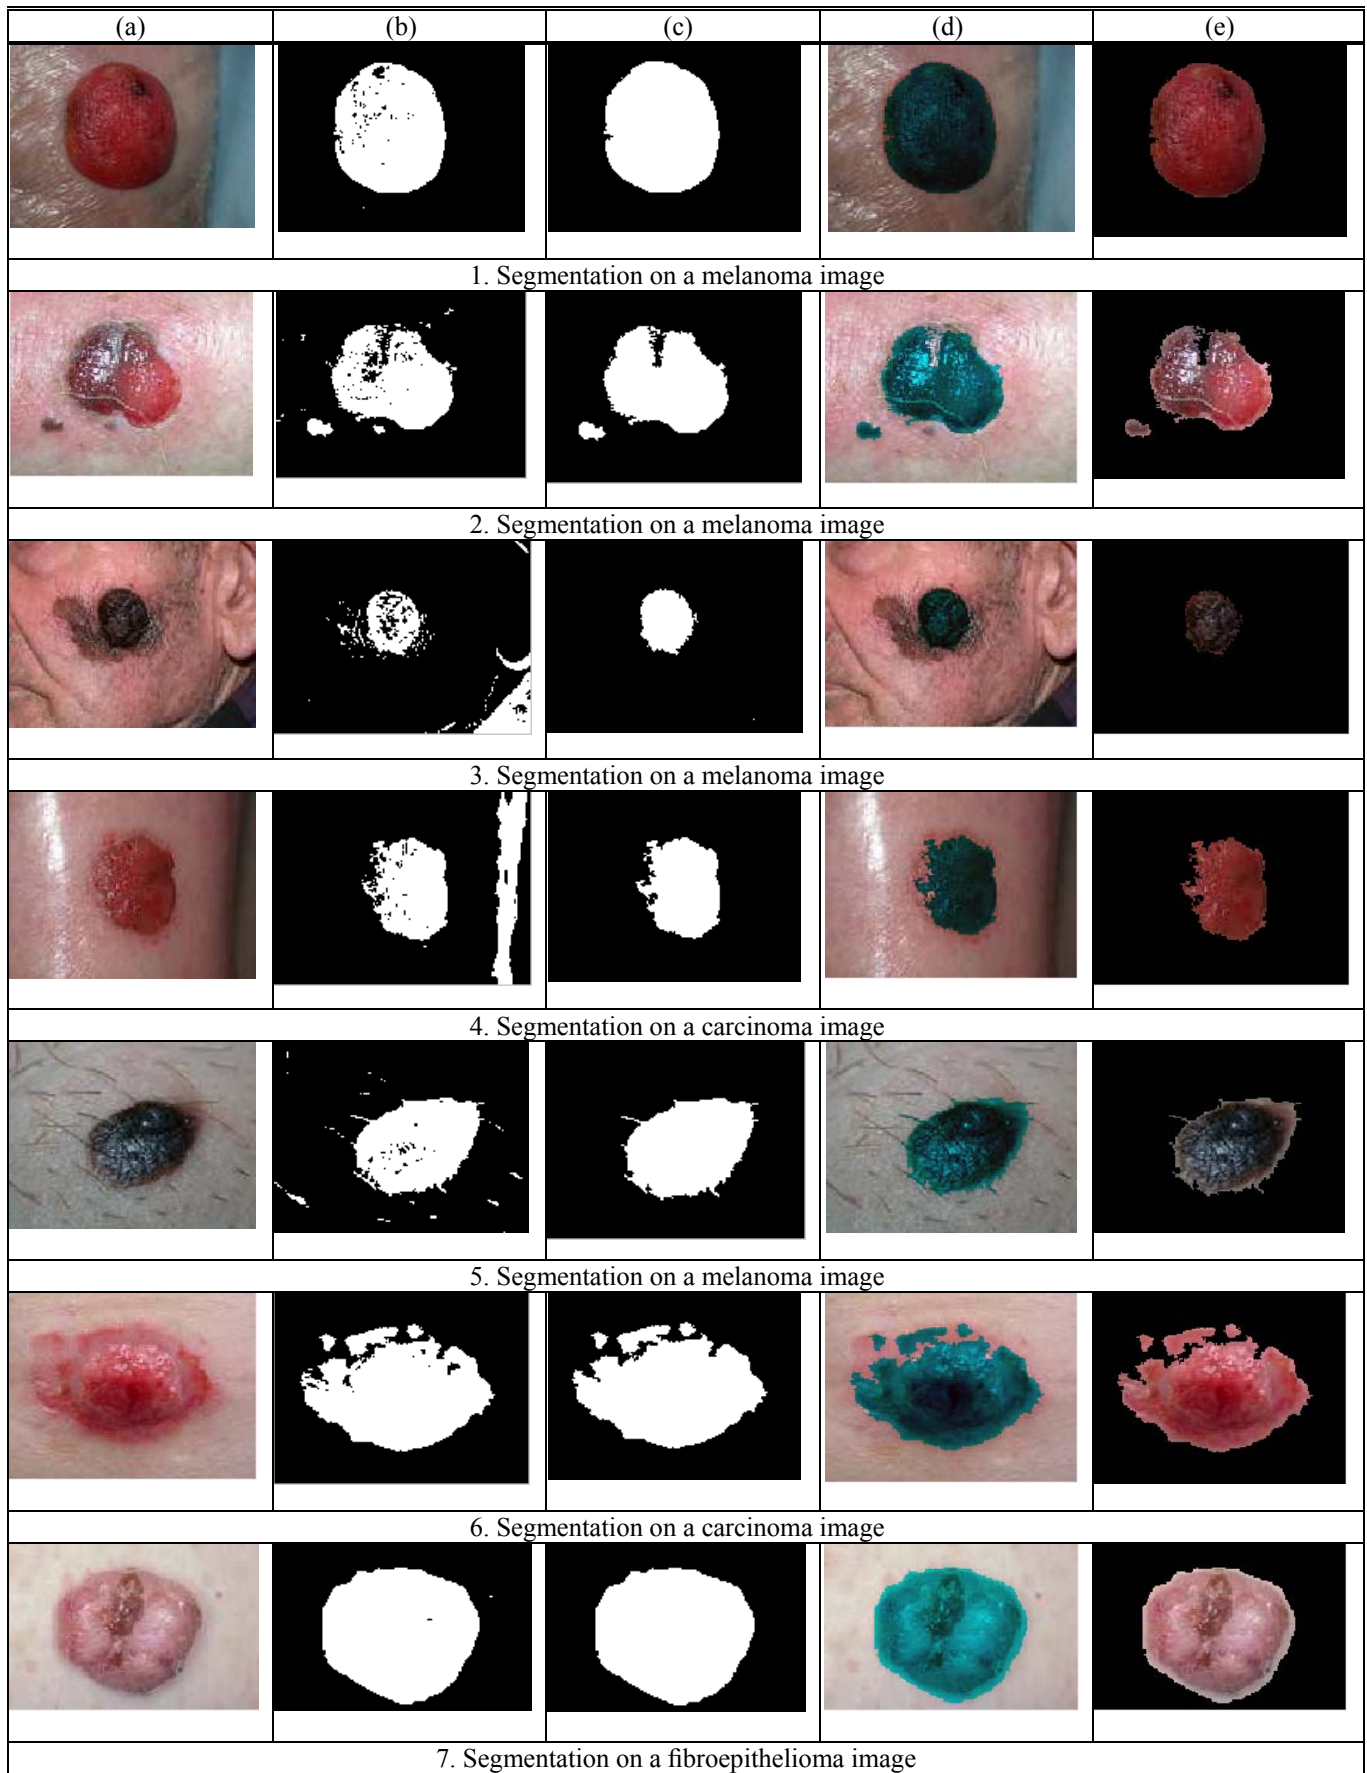 (a) (b) (c) (d) (e)
1. Segmentation on a melanoma image
2. Segmentation on a melanoma image
3. Segmentation on a melanoma image
4. Segmentation on a carcinoma image
5. Segmentation on a melanoma image
6. Segmentation on a carcinoma image
7. Segmentation on a fibroepithelioma image